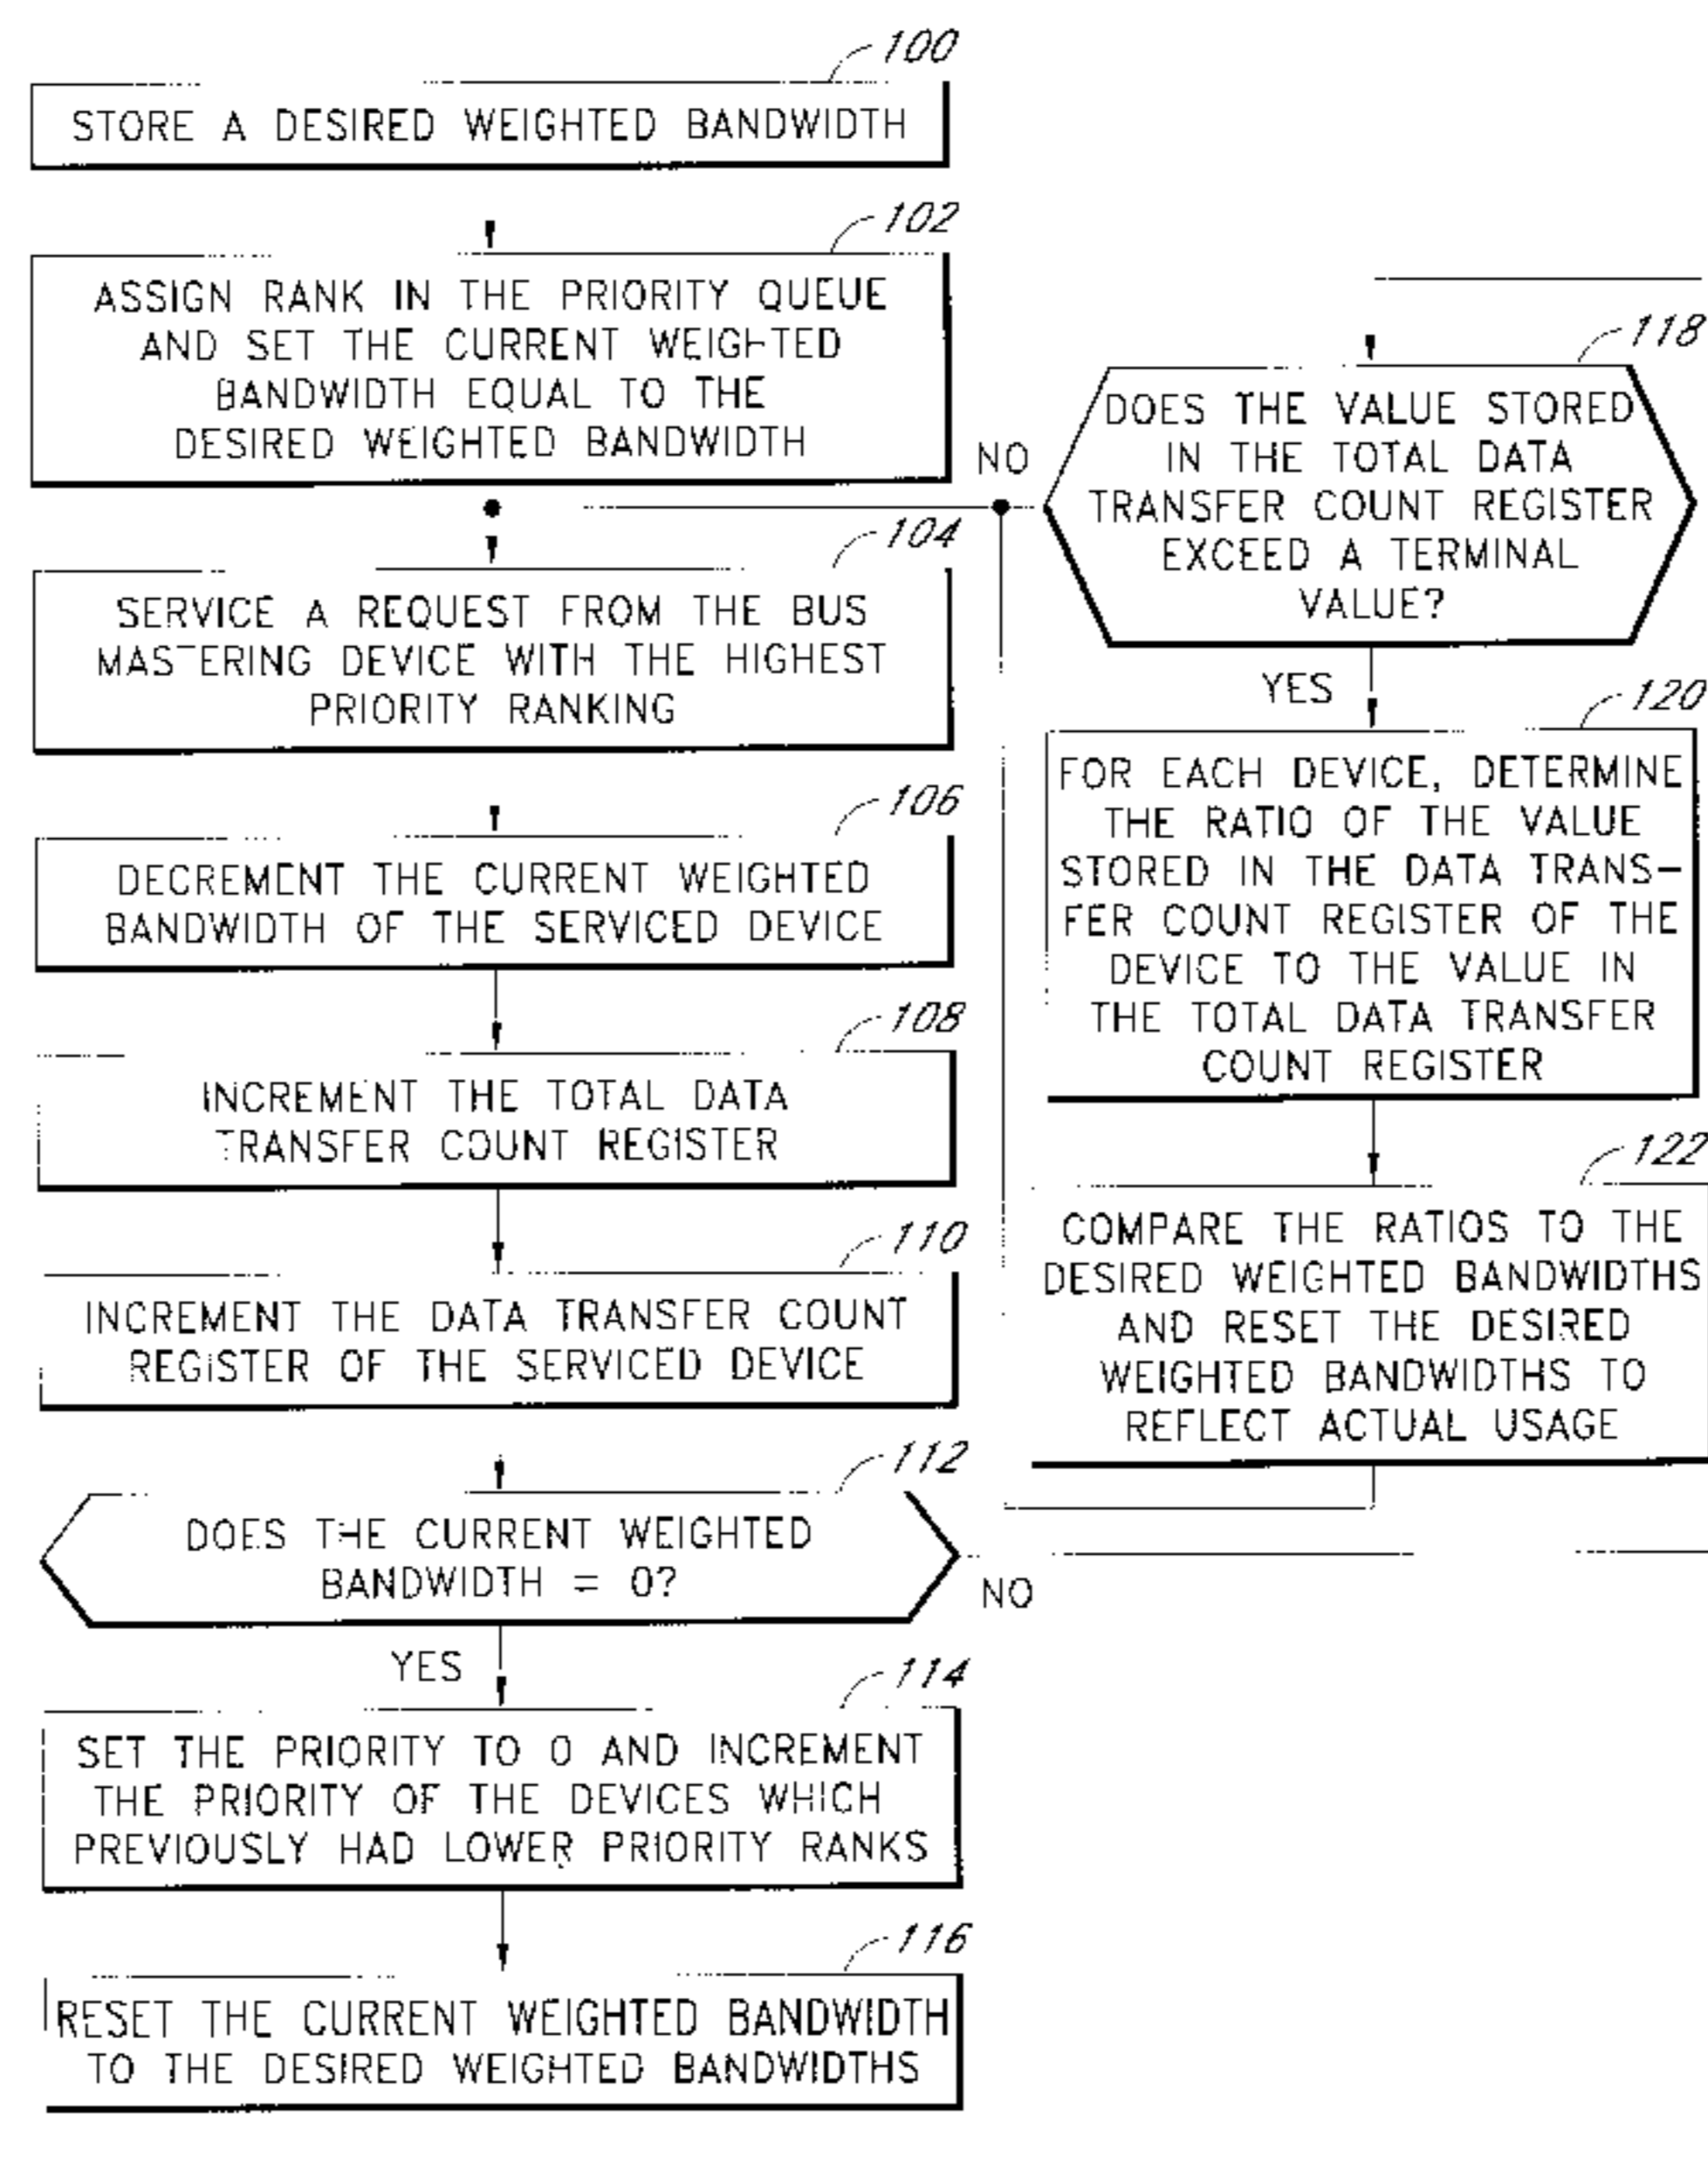 100
STORE A DESIRED WEIGHTED BANDWIDTH
102
ASSIGN RANK IN THE PRIORITY QUEUE
AND SET THE CURRENT WEIGHTED
BANDWIDTH EQUAL TO THE
DESIRED WEIGHTED BANDWIDTH
104
SERVICE A REQUEST FROM THE BUS
MASTERING DEVICE WITH THE HIGHEST
PRIORITY RANKING
106
DECREMENT THE CURRENT WEIGHTED
BANDWIDTH OF THE SERVICED DEVICE
108
INCREMENT THE TOTAL DATA
TRANSFER COUNT REGISTER
110
INCREMENT THE DATA TRANSFER COUNT
REGISTER OF THE SERVICED DEVICE
112
DOES THE CURRENT WEIGHTED
BANDWIDTH = 0?
NO
YES
114
SET THE PRIORITY TO 0 AND INCREMENT
THE PRIORITY OF THE DEVICES WHICH
PREVIOUSLY HAD LOWER PRIORITY RANKS
116
RESET THE CURRENT WEIGHTED BANDWIDTH
TO THE DESIRED WEIGHTED BANDWIDTHS
118
DOES THE VALUE STORED
IN THE TOTAL DATA
TRANSFER COUNT REGISTER
EXCEED A TERMINAL
VALUE?
NO
YES
120
FOR EACH DEVICE, DETERMINE
THE RATIO OF THE VALUE
STORED IN THE DATA TRANS-
FER COUNT REGISTER OF THE
DEVICE TO THE VALUE IN
THE TOTAL DATA TRANSFER
COUNT REGISTER
122
COMPARE THE RATIOS TO THE
DESIRED WEIGHTED BANDWIDTHS
AND RESET THE DESIRED
WEIGHTED BANDWIDTHS TO
REFLECT ACTUAL USAGE